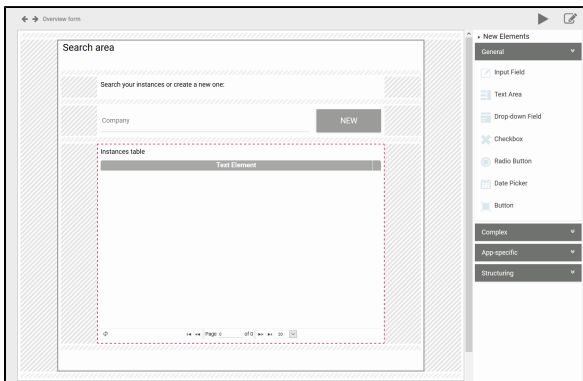 Overview form
New Elements
Search area
General
Input Field
Search your instances or create a new one:
Text Area
Company
NEW
Drop-down Field
Checkbox
Instances table
Text Element
Radio Button
Date Picker
Button
Complex
App-specific
Structuring
Page 0 of 0 20